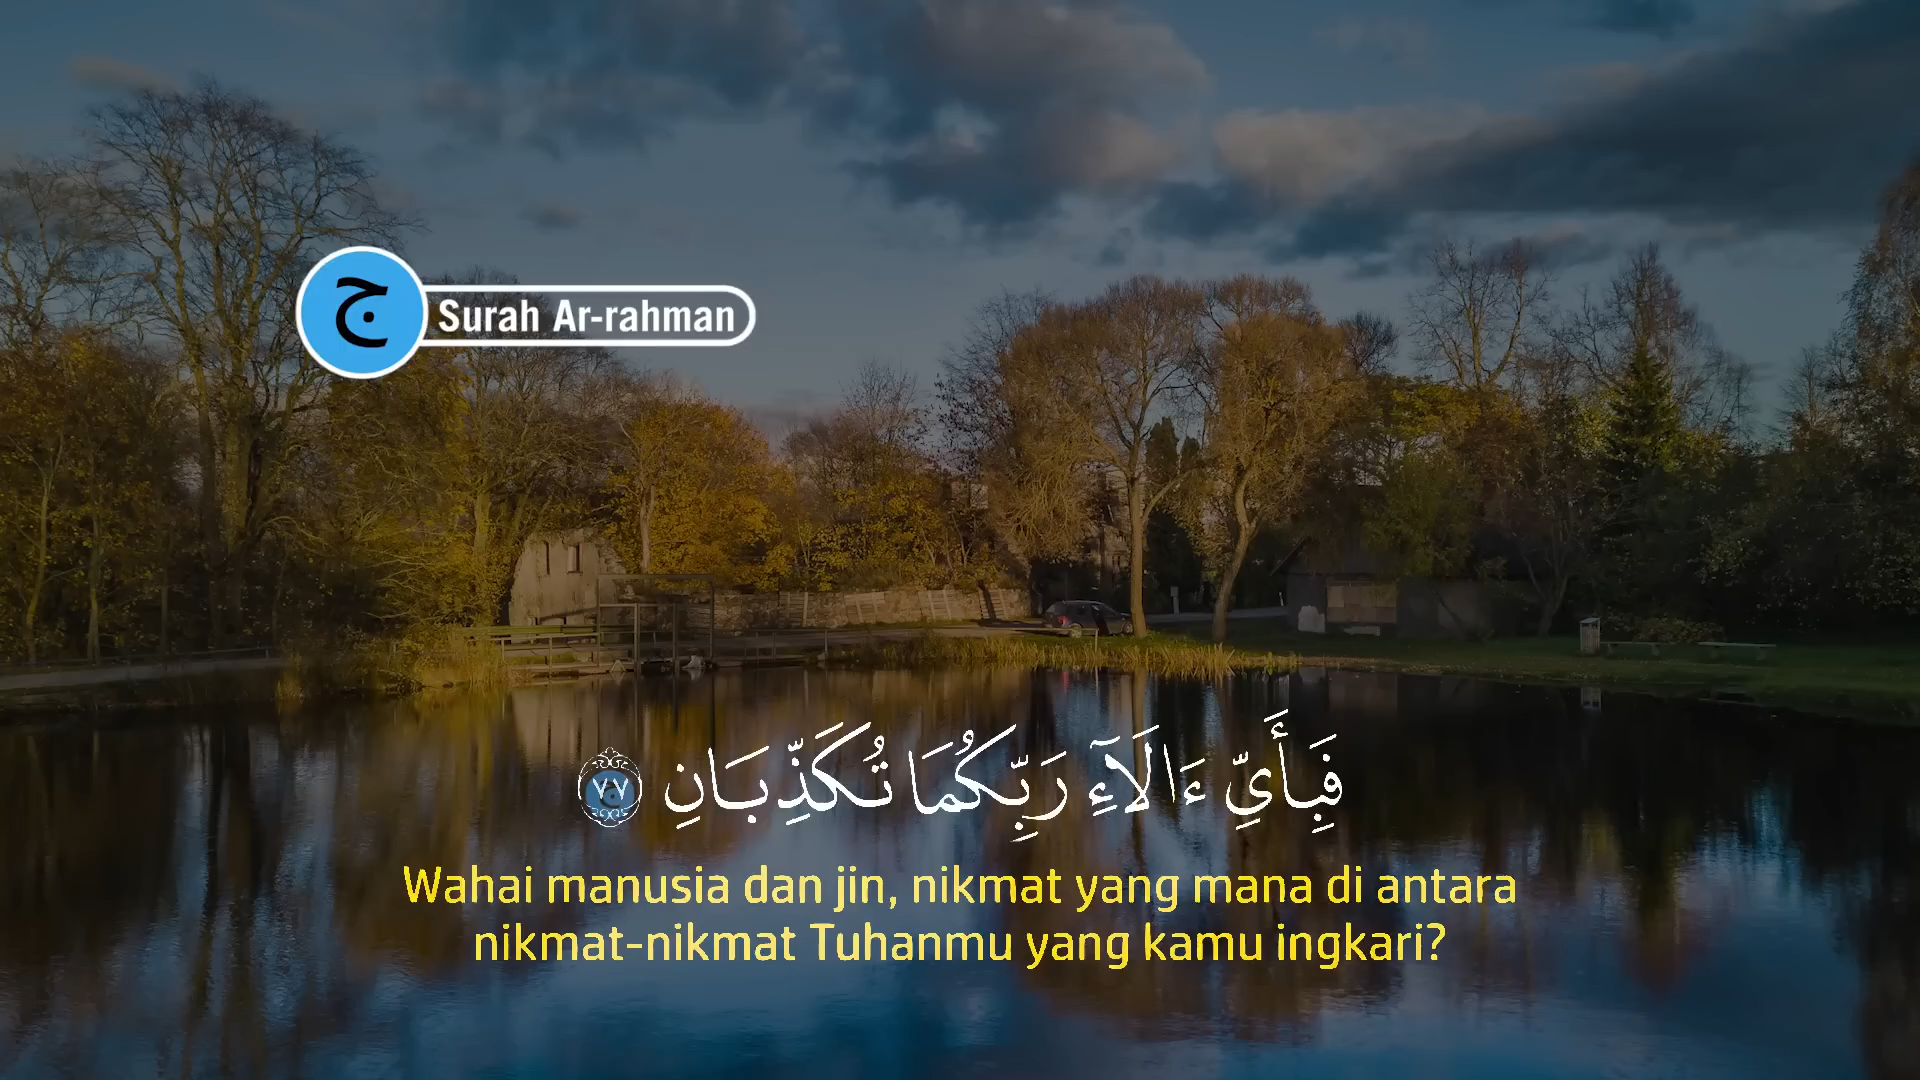 ج
Surah Ar-rahman
فَبِأَيِّ ءَالَآءِ رَبِّكُمَا تُكَذِّبَانِ ٧٧
Wahai manusia dan jin, nikmat yang mana di antara
nikmat-nikmat Tuhanmu yang kamu ingkari?